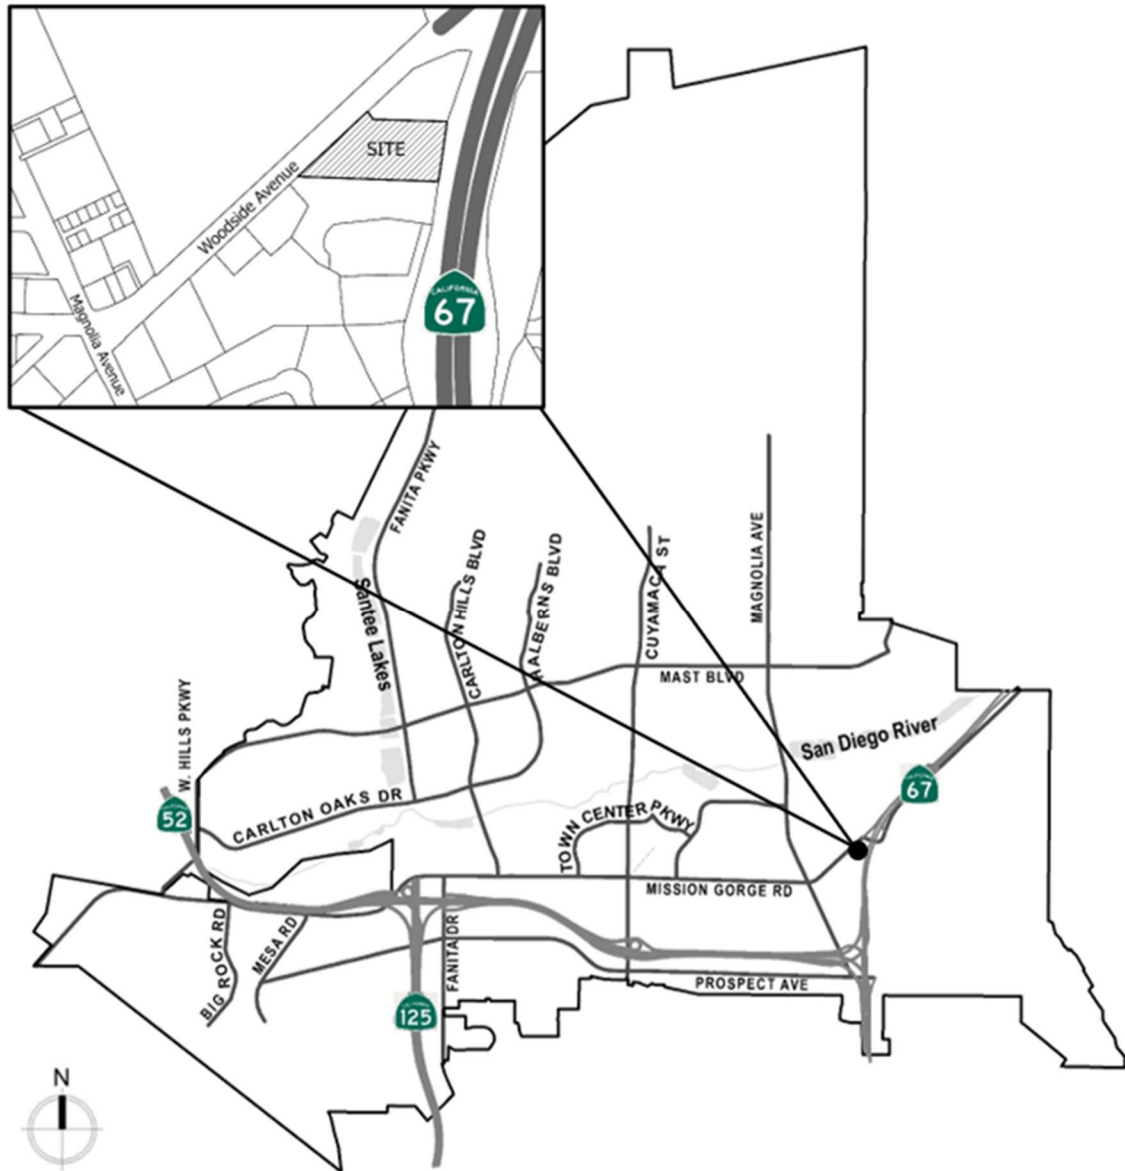 SITE
Woodside Avenue
CALIFORNIA
67
Magnolia Avenue
FANITA PKWY
CARLTON HILLS BLVD
AALBERNS BLVD
CUYAMACA ST
MAGNOLIA AVE
Santee Lakes
MAST BLVD
W. HILLS PKWY
San Diego River
67
52
CARLTON OAKS DR
TOWN CENTER PKWY
MISSION GORGE RD
BIG ROCK RD
MESA RD
FANITA DR
PROSPECT AVE
125
N